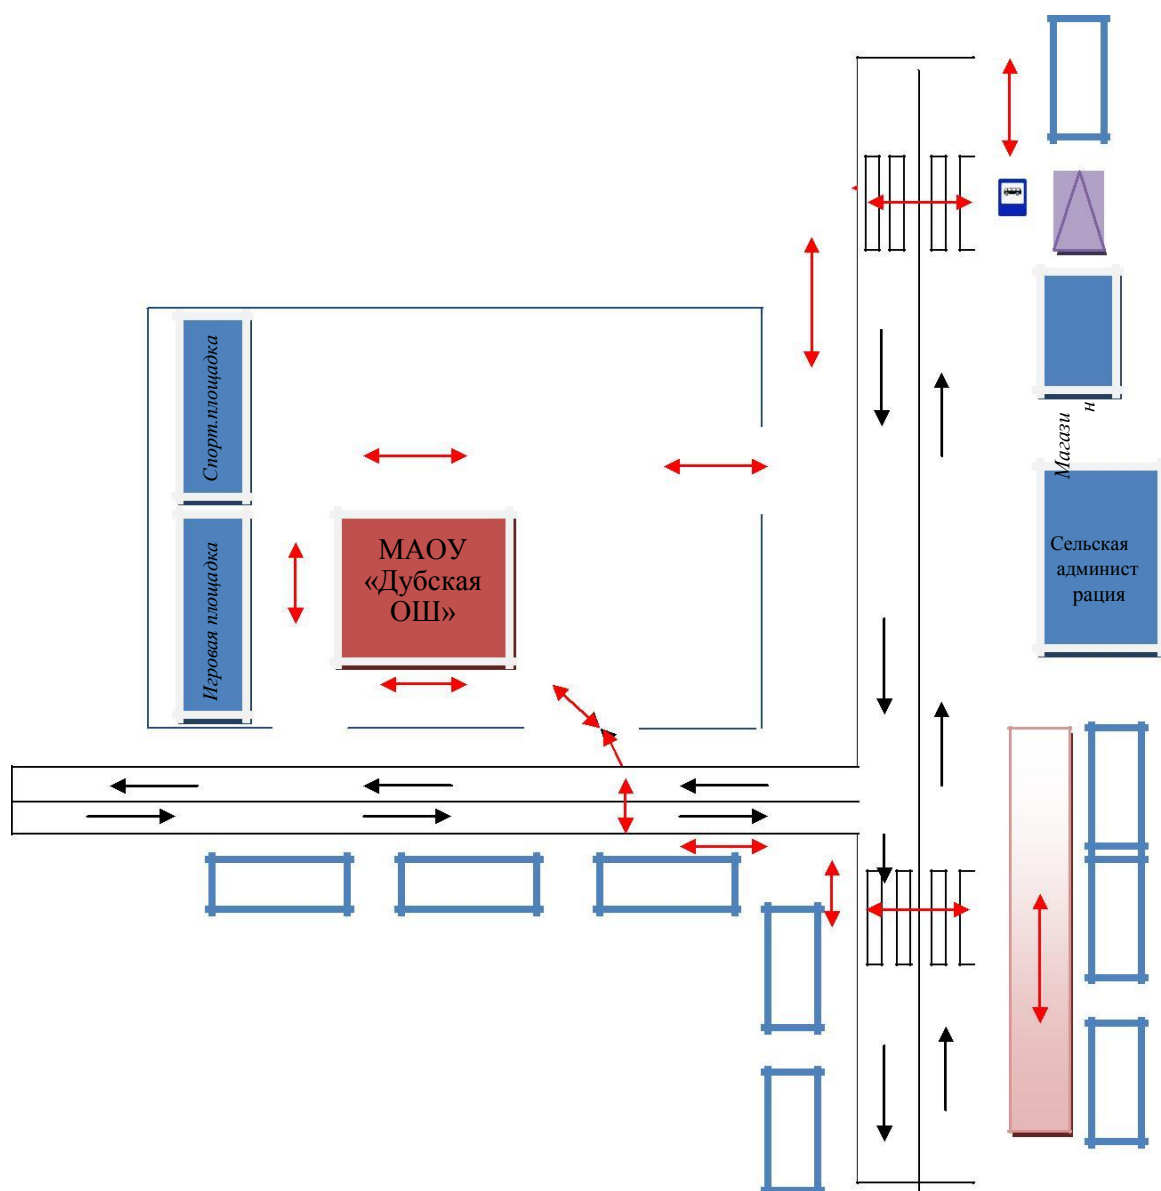 Спорт.площадка
Игровая площадка
МАОУ
«Дубская
ОШ»
Магази
н
Сельская
админист
рация